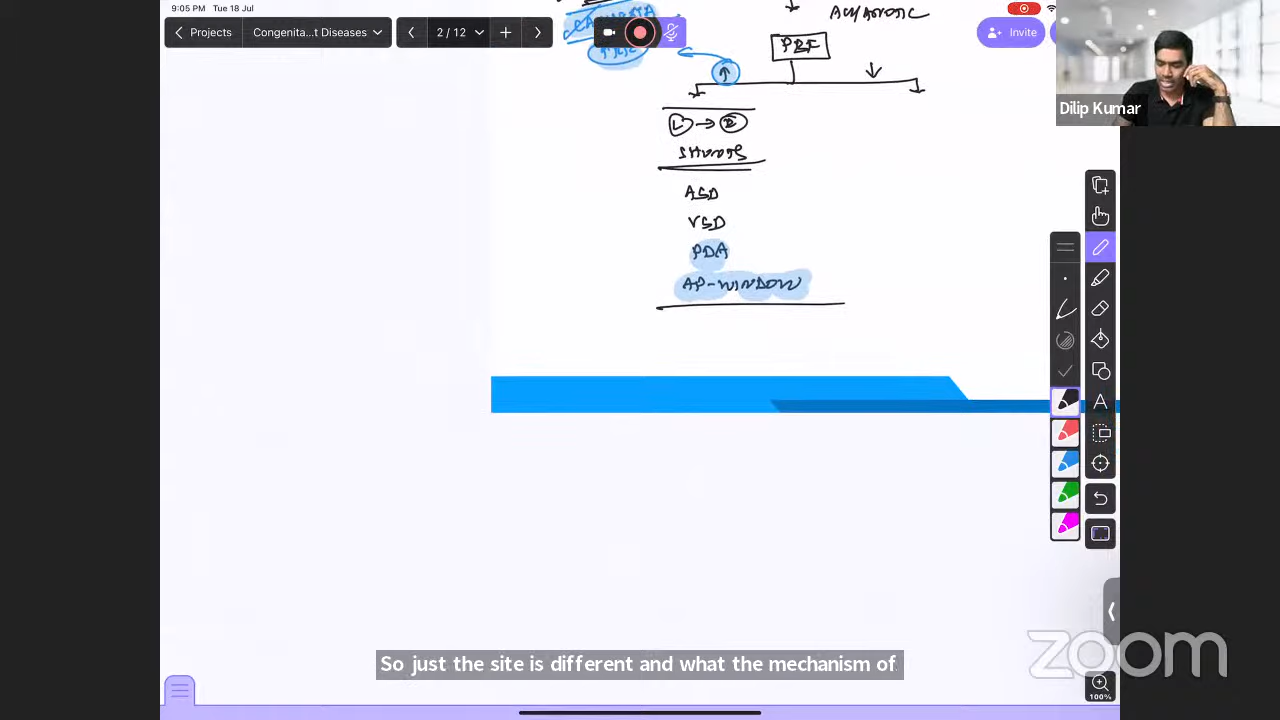 9:05 PM Tue 18 Jul
Projects
Congenita...t Diseases
2/12
Invite
ACYANOTIC
PBF
↑
↓
L → R
SHUNTS
ASD
VSD
PDA
AP-WINDOW
Dilip Kumar
A
100%
So just the site is different and what the mechanism of
zoom